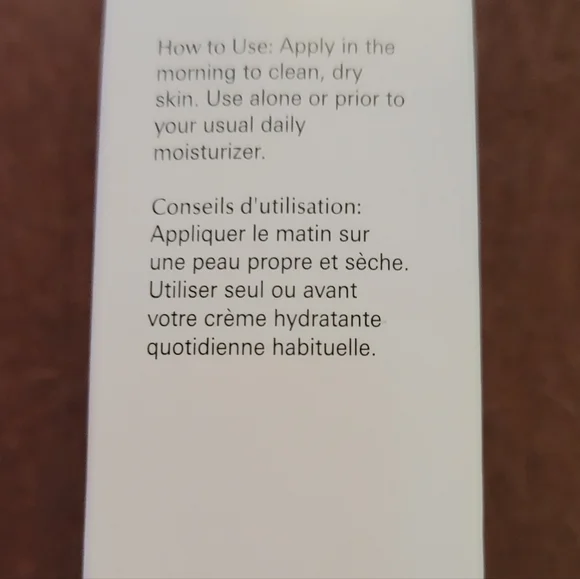 How to Use: Apply in the
morning to clean, dry
skin. Use alone or prior to
your usual daily
moisturizer.
Conseils d'utilisation:
Appliquer le matin sur
une peau propre et sèche.
Utiliser seul ou avant
votre crème hydratante
quotidienne habituelle.